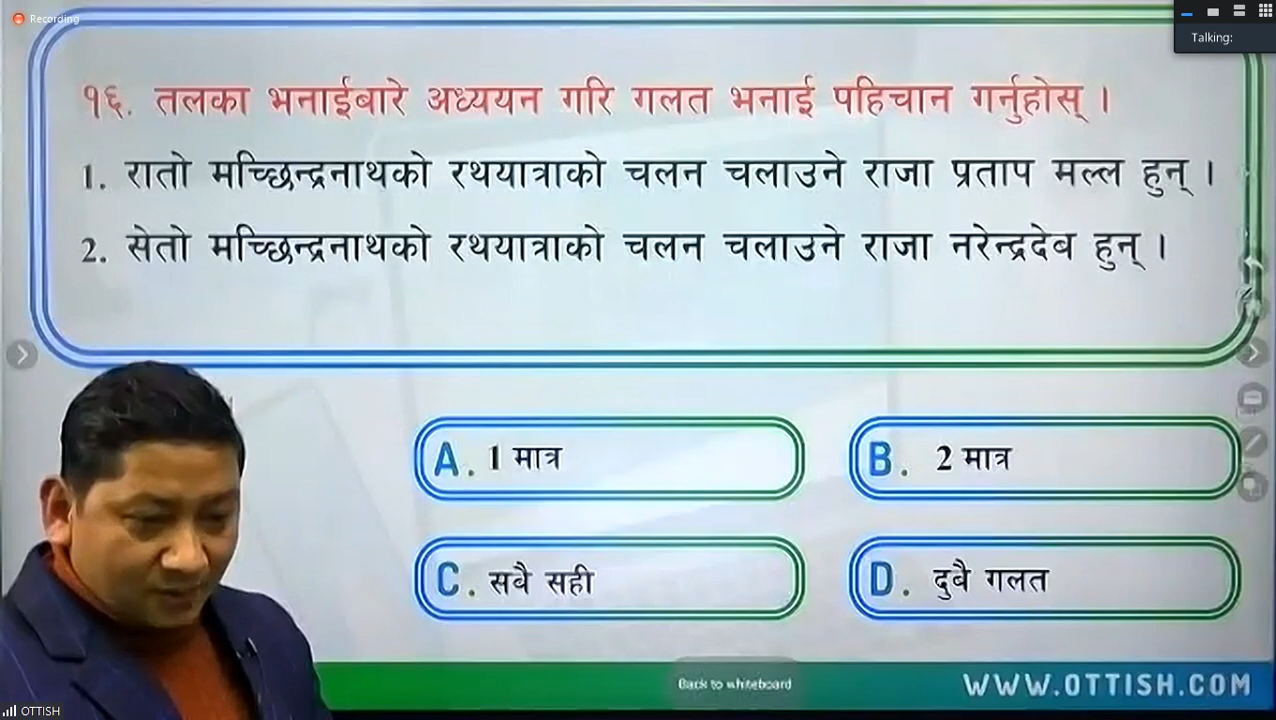 Recording
Talking:
१६. तलका भनाईबारे अध्ययन गरि गलत भनाई पहिचान गर्नुहोस् ।
1. रातो मच्छिन्द्रनाथको रथयात्राको चलन चलाउने राजा प्रताप मल्ल हुन् ।
2. सेतो मच्छिन्द्रनाथको रथयात्राको चलन चलाउने राजा नरेन्द्रदेब हुन् ।
A. 1 मात्र
B. 2 मात्र
C. सबै सही
D. दुबै गलत
Back to whiteboard
WWW.OTTISH.COM
OTTISH